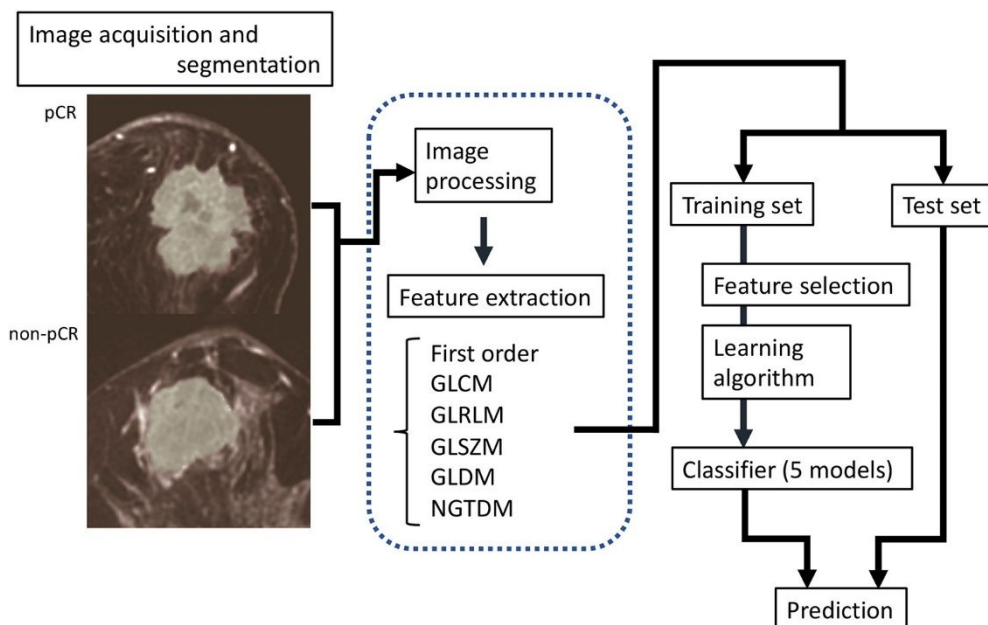 Image acquisition and
segmentation
pCR
non-pCR
Image
processing
Feature extraction
First order
GLCM
GLRLM
GLSZM
GLDM
NGTDM
Training set
Test set
Feature selection
Learning
algorithm
Classifier (5 models)
Prediction